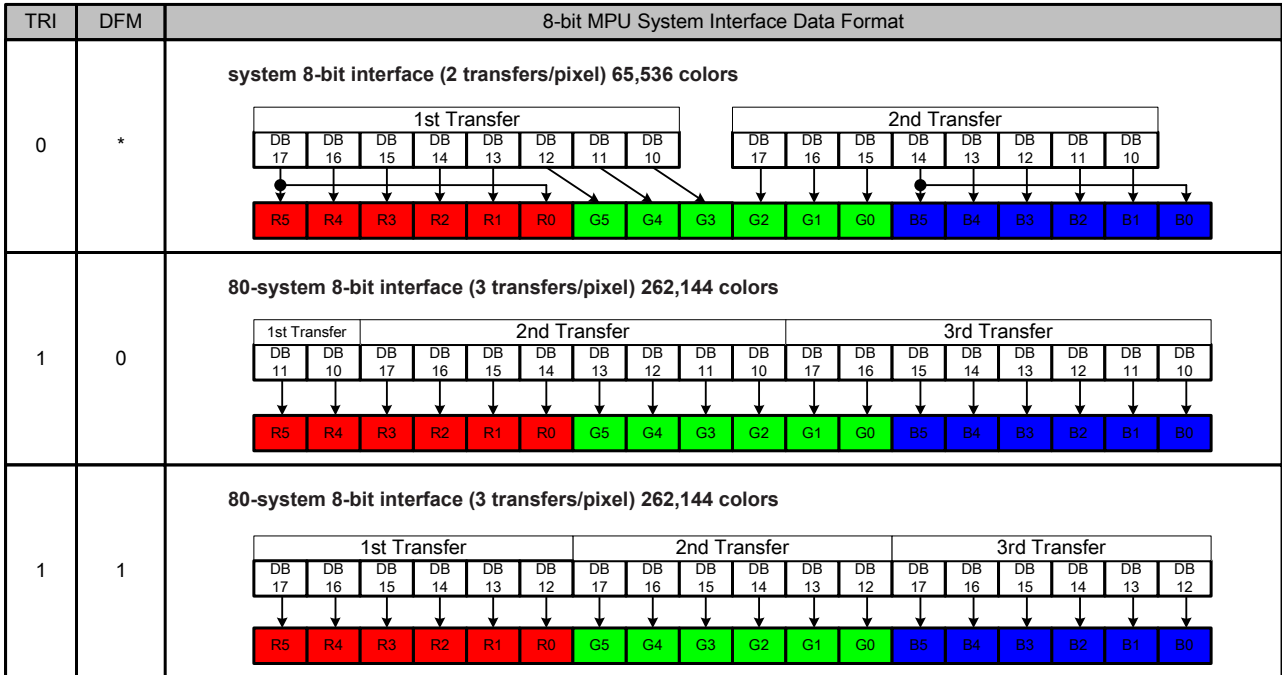 TRI DFM 8-bit MPU System Interface Data Format
system 8-bit interface (2 transfers/pixel) 65,536 colors
1st Transfer 2nd Transfer
0 *
DB DB DB DB DB DB DB DB DB DB DB DB DB DB DB DB
17 16 15 14 13 12 11 10 17 16 15 14 13 12 11 10
R5 R4 R3 R2 R1 R0 G5 G4 G3 G2 G1 G0 B5 B4 B3 B2 B1 B0
80-system 8-bit interface (3 transfers/pixel) 262,144 colors
1st Transfer 2nd Transfer 3rd Transfer
1 0
DB DB DB DB DB DB DB DB DB DB DB DB DB DB DB DB DB DB
11 10 17 16 15 14 13 12 11 10 17 16 15 14 13 12 11 10
R5 R4 R3 R2 R1 R0 G5 G4 G3 G2 G1 G0 B5 B4 B3 B2 B1 B0
80-system 8-bit interface (3 transfers/pixel) 262,144 colors
1st Transfer 2nd Transfer 3rd Transfer
1 1
DB DB DB DB DB DB DB DB DB DB DB DB DB DB DB DB DB DB
17 16 15 14 13 12 17 16 15 14 13 12 17 16 15 14 13 12
R5 R4 R3 R2 R1 R0 G5 G4 G3 G2 G1 G0 B5 B4 B3 B2 B1 B0